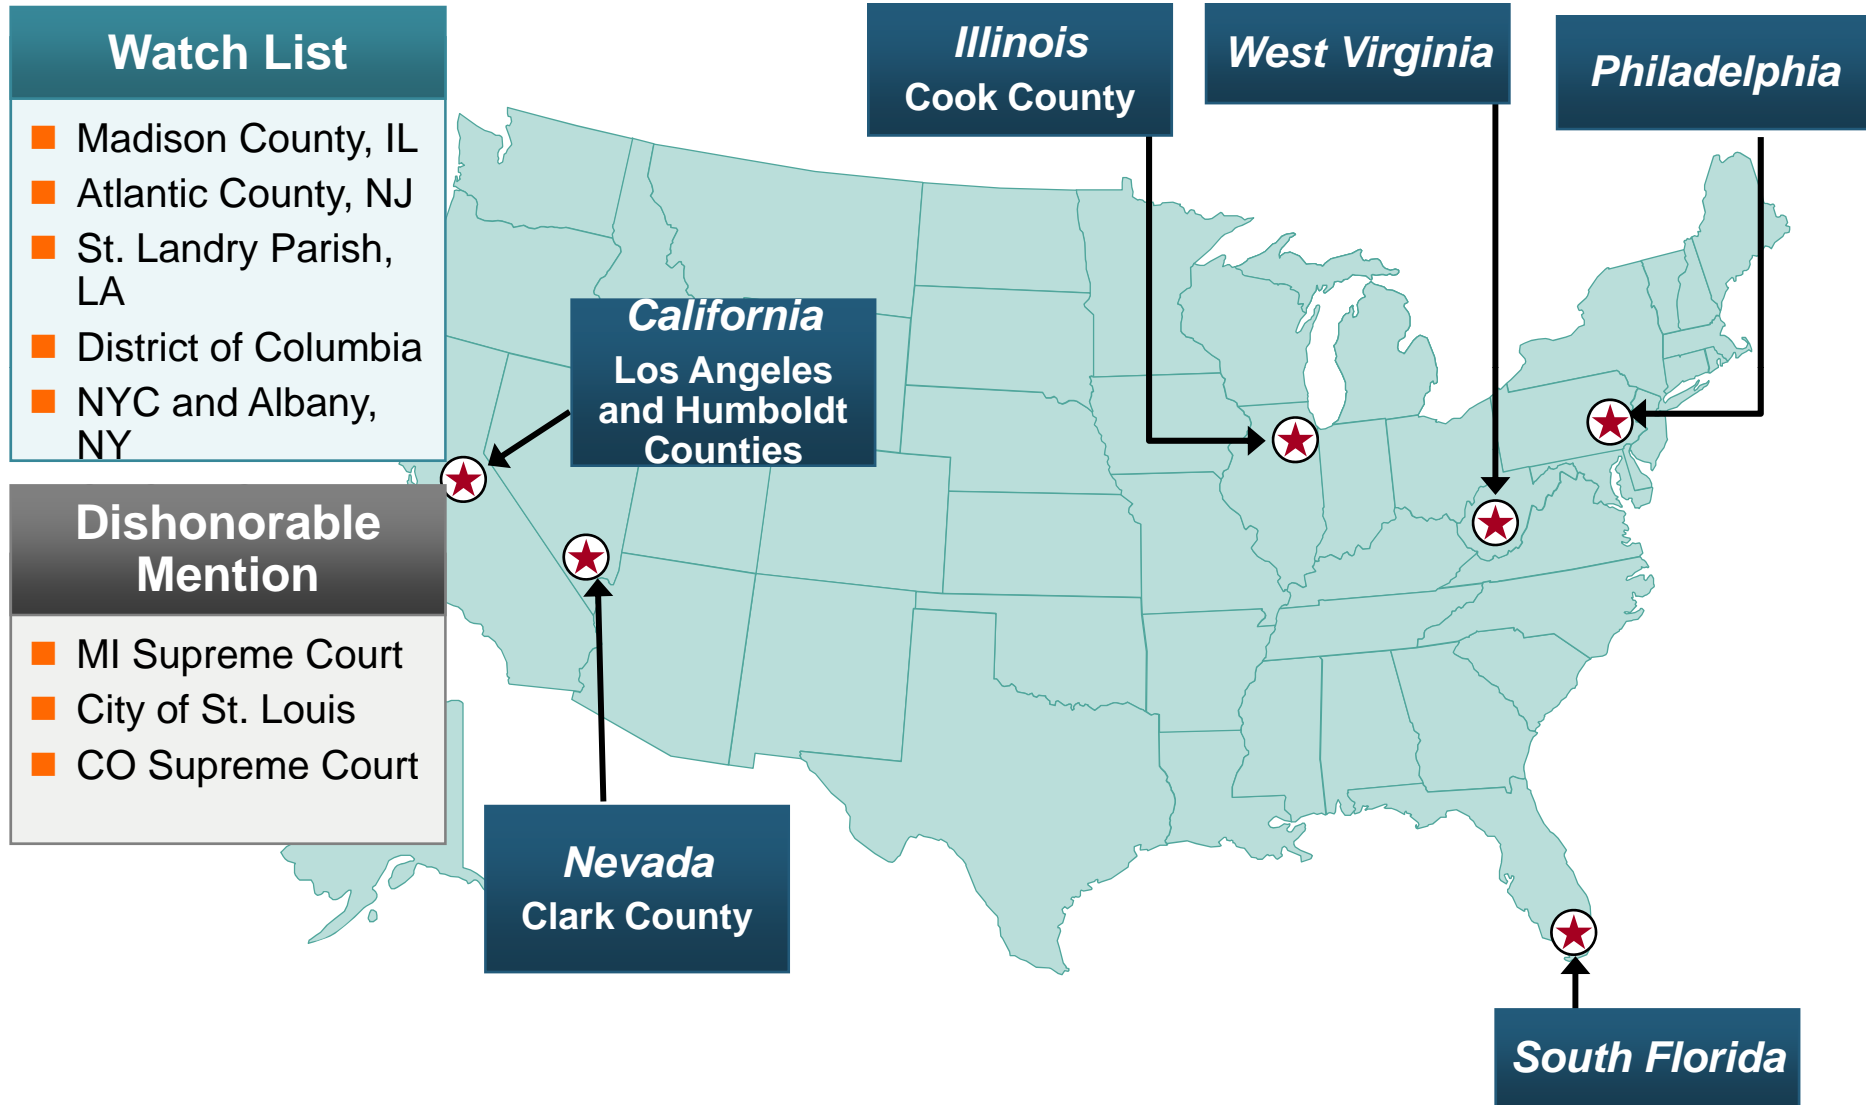 Watch List
Madison County, IL
Atlantic County, NJ
St. Landry Parish,
LA
District of Columbia
NYC and Albany,
NY
Dishonorable
Mention
MI Supreme Court
City of St. Louis
CO Supreme Court
California
Los Angeles
and Humboldt
Counties
Nevada
Clark County
Illinois
Cook County
West Virginia
Philadelphia
South Florida